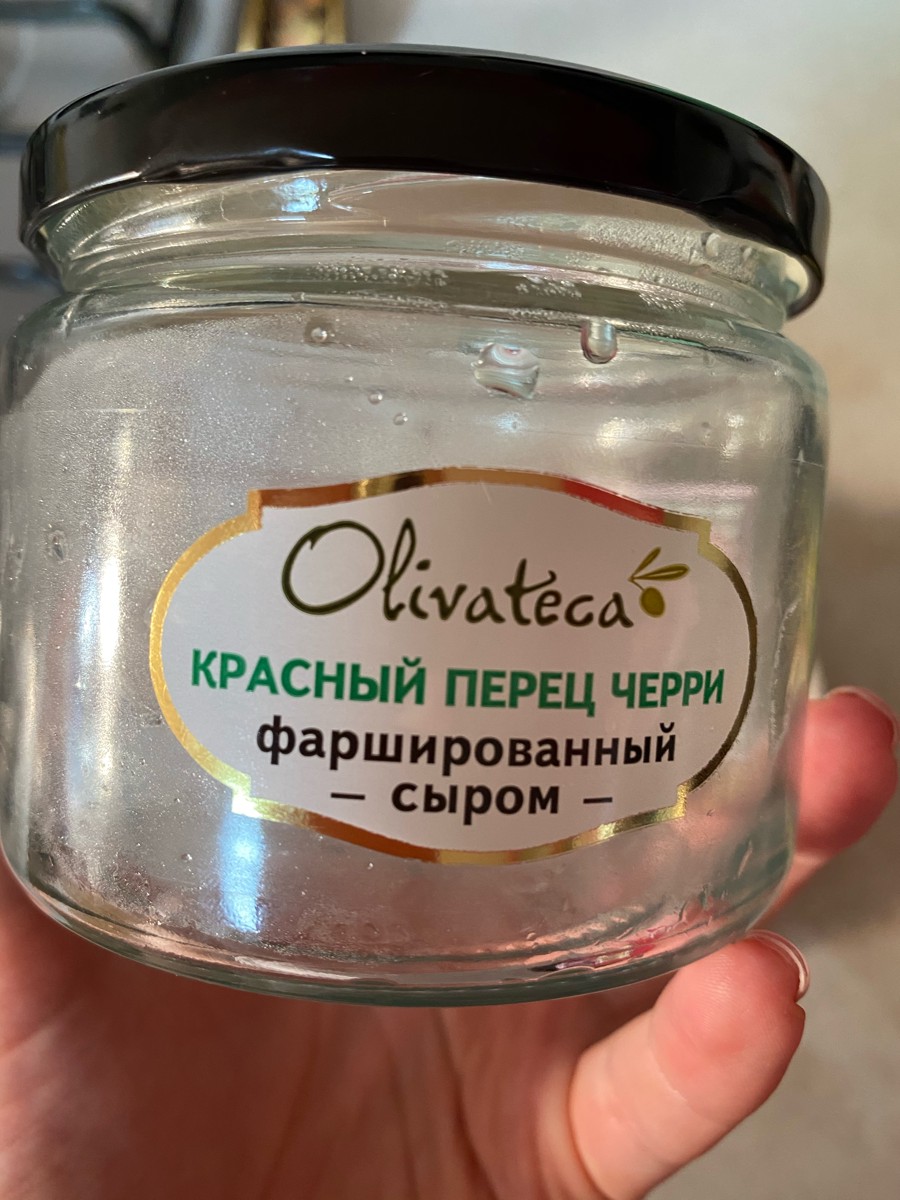 Olivateca
КРАСНЫЙ ПЕРЕЦ ЧЕРРИ
фаршированный
— сыром —